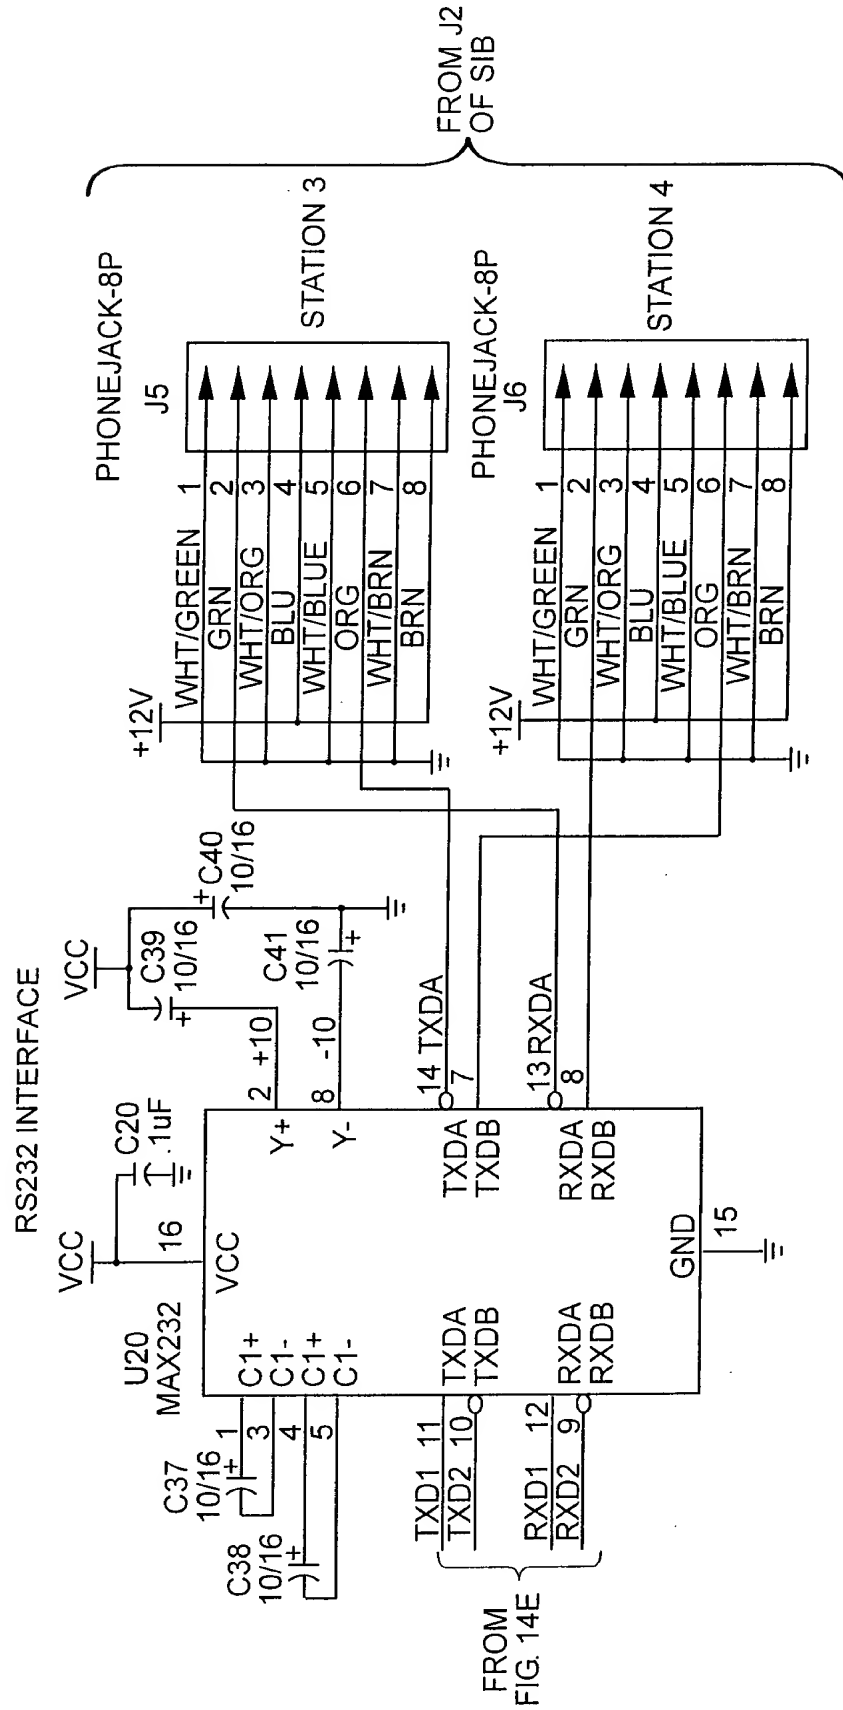 RS232 INTERFACE
VCC
C20
.1uF
16
VCC
U20
MAX232
VCC
C39
10/16
+
+
C40
10/16
C41
10/16
+
C37
10/16
+
C38
10/16
+
1
3
4
5
C1+
C1-
C1+
C1-
Y+
Y-
2
+10
8
-10
TXD1
11
TXD2
10
RXD1
12
RXD2
9
TXDA
TXDB
RXDA
RXDB
TXDA
TXDB
RXDA
RXDB
14 TXDA
7
13 RXDA
8
GND
15
FROM
FIG. 14E
PHONEJACK-8P
J5
STATION 3
+12V
WHT/GREEN 1
GRN 2
WHT/ORG 3
BLU 4
WHT/BLUE 5
ORG 6
WHT/BRN 7
BRN 8
PHONEJACK-8P
J6
STATION 4
+12V
WHT/GREEN 1
GRN 2
WHT/ORG 3
BLU 4
WHT/BLUE 5
ORG 6
WHT/BRN 7
BRN 8
FROM J2
OF SIB